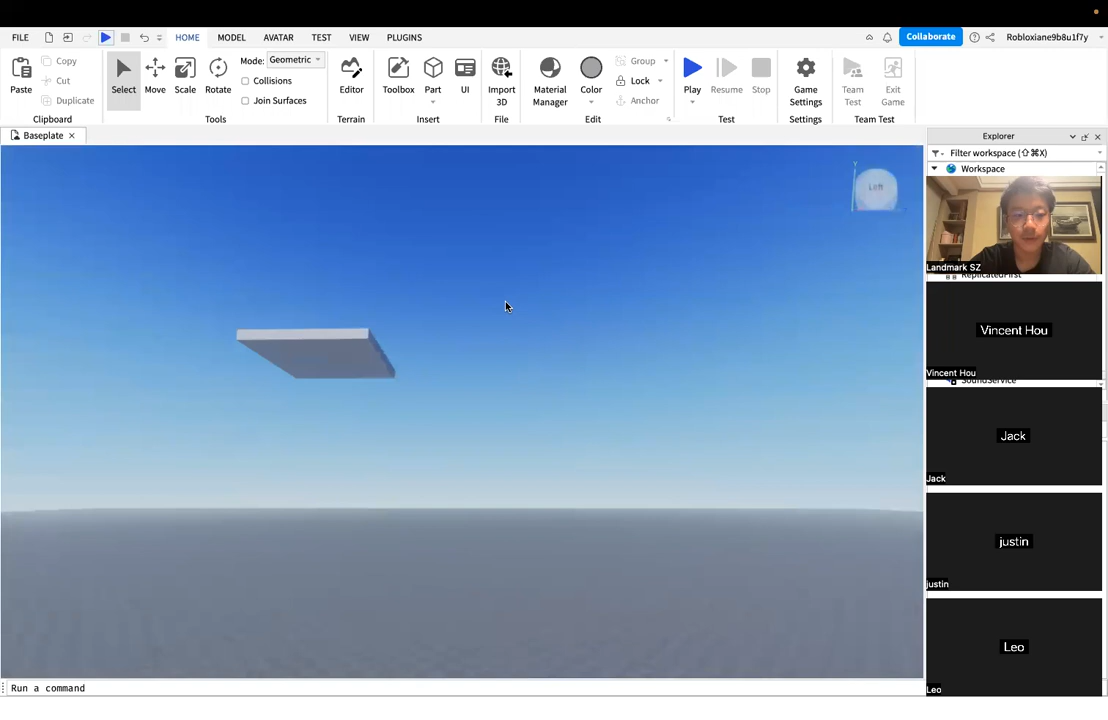 FILE
HOME
MODEL
AVATAR
TEST
VIEW
PLUGINS
Collaborate
Robloxiane9b8u1f7y
Paste
Copy
Cut
Duplicate
Clipboard
Select
Move
Scale
Rotate
Mode: Geometric
Collisions
Join Surfaces
Tools
Editor
Terrain
Toolbox
Part
UI
Insert
Import
3D
File
Material
Manager
Color
Group
Lock
Anchor
Edit
Play
Resume
Stop
Test
Game
Settings
Settings
Team
Test
Exit
Game
Team Test
Baseplate
Explorer
Filter workspace (⇧⌘X)
Workspace
Y
Left
Landmark SZ
ReplicatedFirst
Vincent Hou
Vincent Hou
SoundService
Jack
Jack
justin
justin
Leo
Leo
Run a command